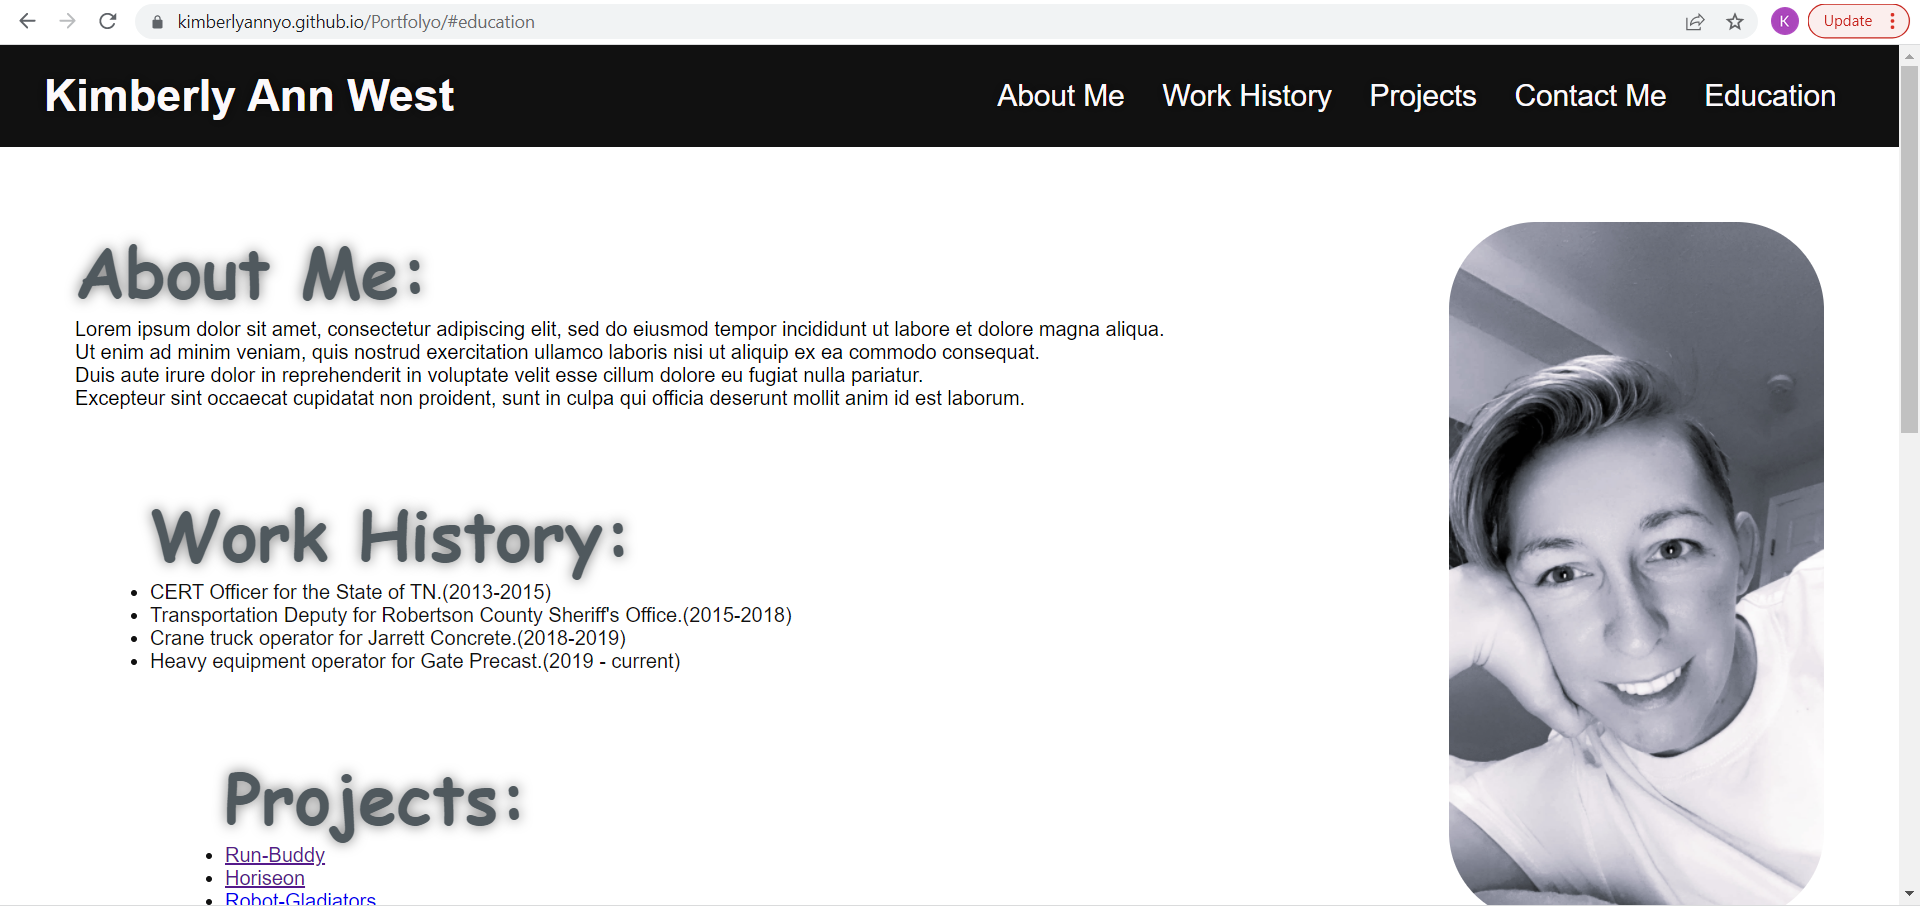 kimberlyannyo.github.io/Portfolyo/#education
K
Update
Kimberly Ann West
About Me
Work History
Projects
Contact Me
Education
About Me:
Lorem ipsum dolor sit amet, consectetur adipiscing elit, sed do eiusmod tempor incididunt ut labore et dolore magna aliqua.
Ut enim ad minim veniam, quis nostrud exercitation ullamco laboris nisi ut aliquip ex ea commodo consequat.
Duis aute irure dolor in reprehenderit in voluptate velit esse cillum dolore eu fugiat nulla pariatur.
Excepteur sint occaecat cupidatat non proident, sunt in culpa qui officia deserunt mollit anim id est laborum.
Work History:
CERT Officer for the State of TN.(2013-2015)
Transportation Deputy for Robertson County Sheriff's Office.(2015-2018)
Crane truck operator for Jarrett Concrete.(2018-2019)
Heavy equipment operator for Gate Precast.(2019 - current)
Projects:
Run-Buddy
Horiseon
Robot-Gladiators